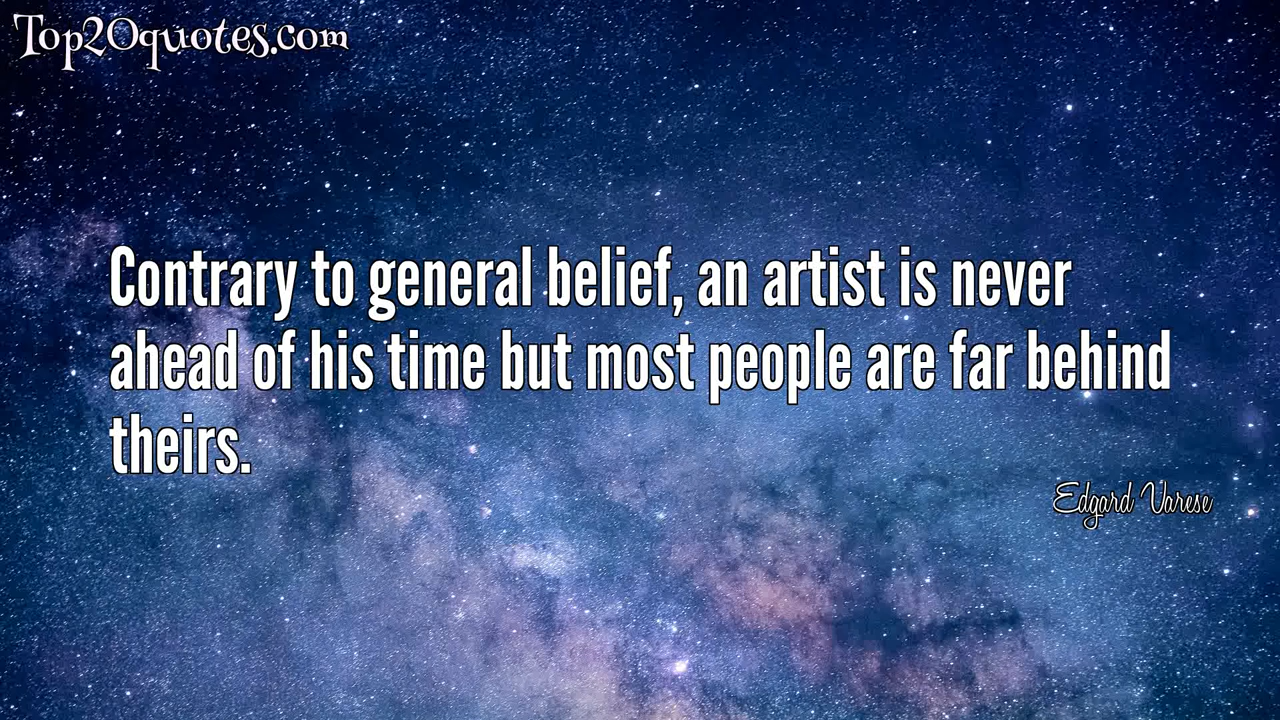 Top20quotes.com
Contrary to general belief, an artist is never
ahead of his time but most people are far behind
theirs.
Edgard Varese